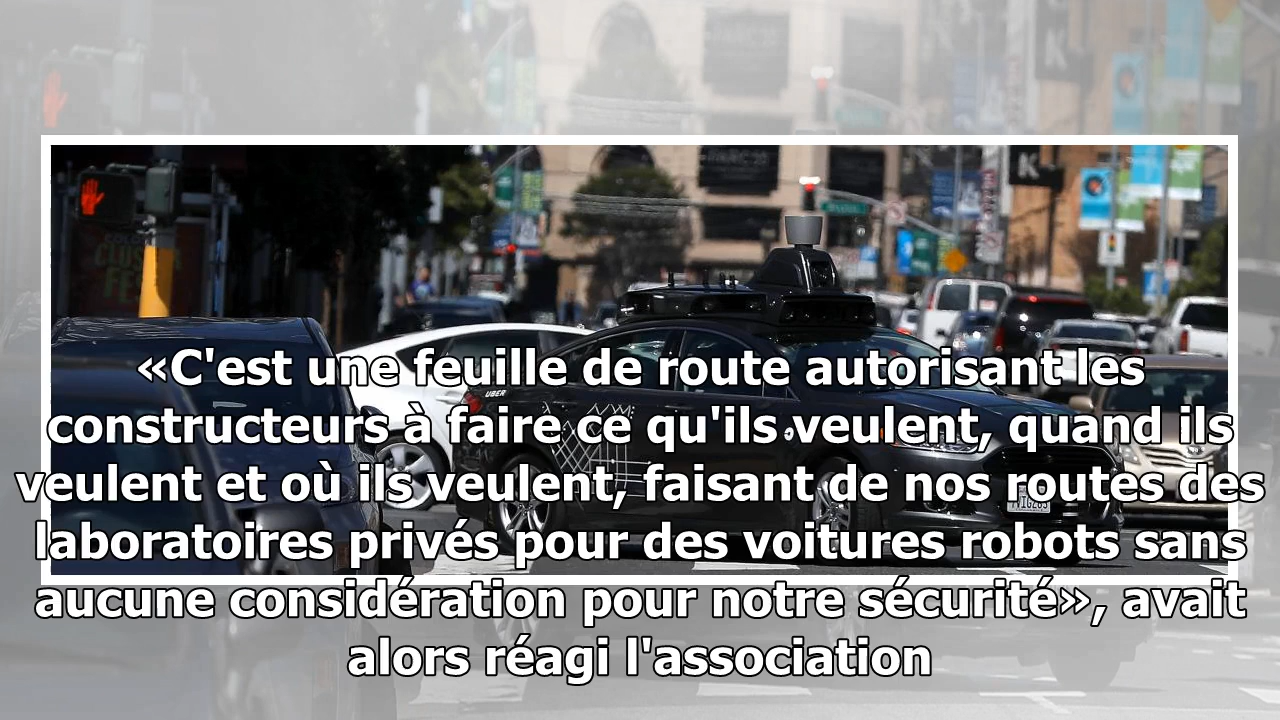 «C'est une feuille de route autorisant les
constructeurs à faire ce qu'ils veulent, quand ils
veulent et où ils veulent, faisant de nos routes des
laboratoires privés pour des voitures robots sans
aucune considération pour notre sécurité», avait
alors réagi l'association
UBER
K